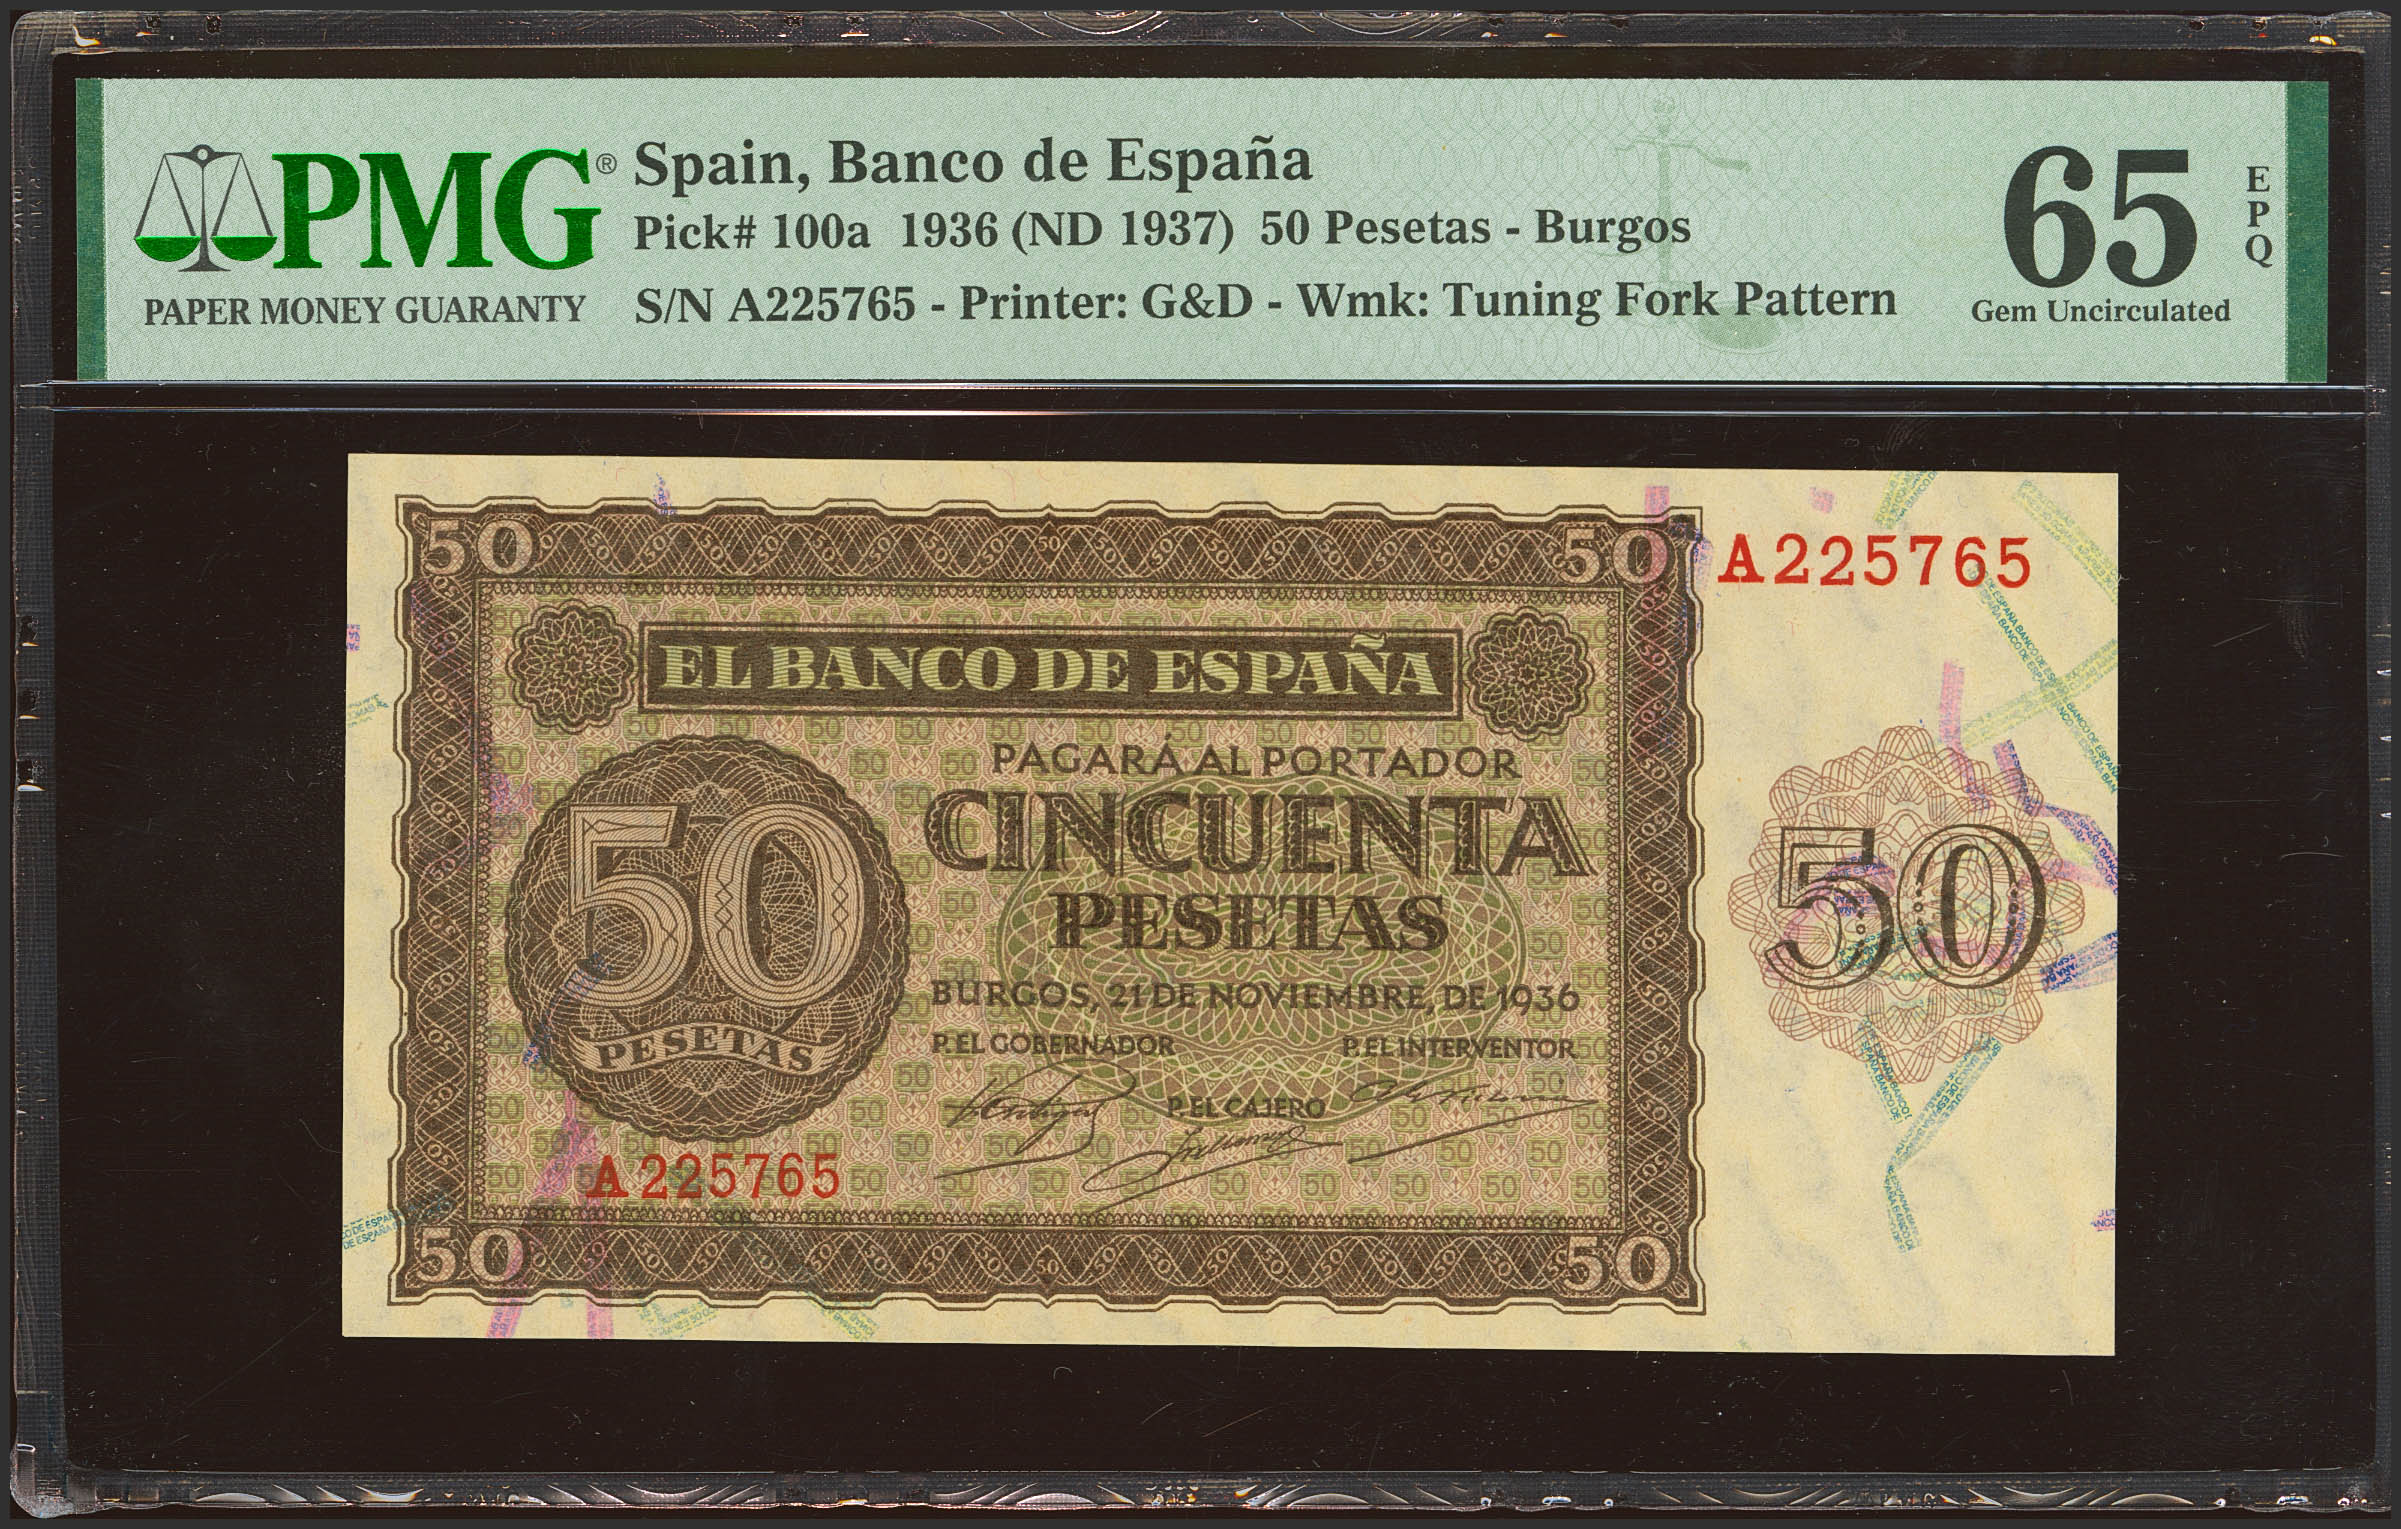 PMG®
PAPER MONEY GUARANTY
Spain, Banco de España
Pick# 100a 1936 (ND 1937) 50 Pesetas - Burgos
S/N A225765 - Printer: G&D - Wmk: Tuning Fork Pattern
65
EPQ
Gem Uncirculated
50
50
A225765
EL BANCO DE ESPAÑA
PAGARÁ AL PORTADOR
CINCUENTA
PESETAS
50
PESETAS
50
BURGOS, 21 DE NOVIEMBRE, DE 1936
P. EL GOBERNADOR
P. EL INTERVENTOR
P. EL CAJERO
A225765
50
50